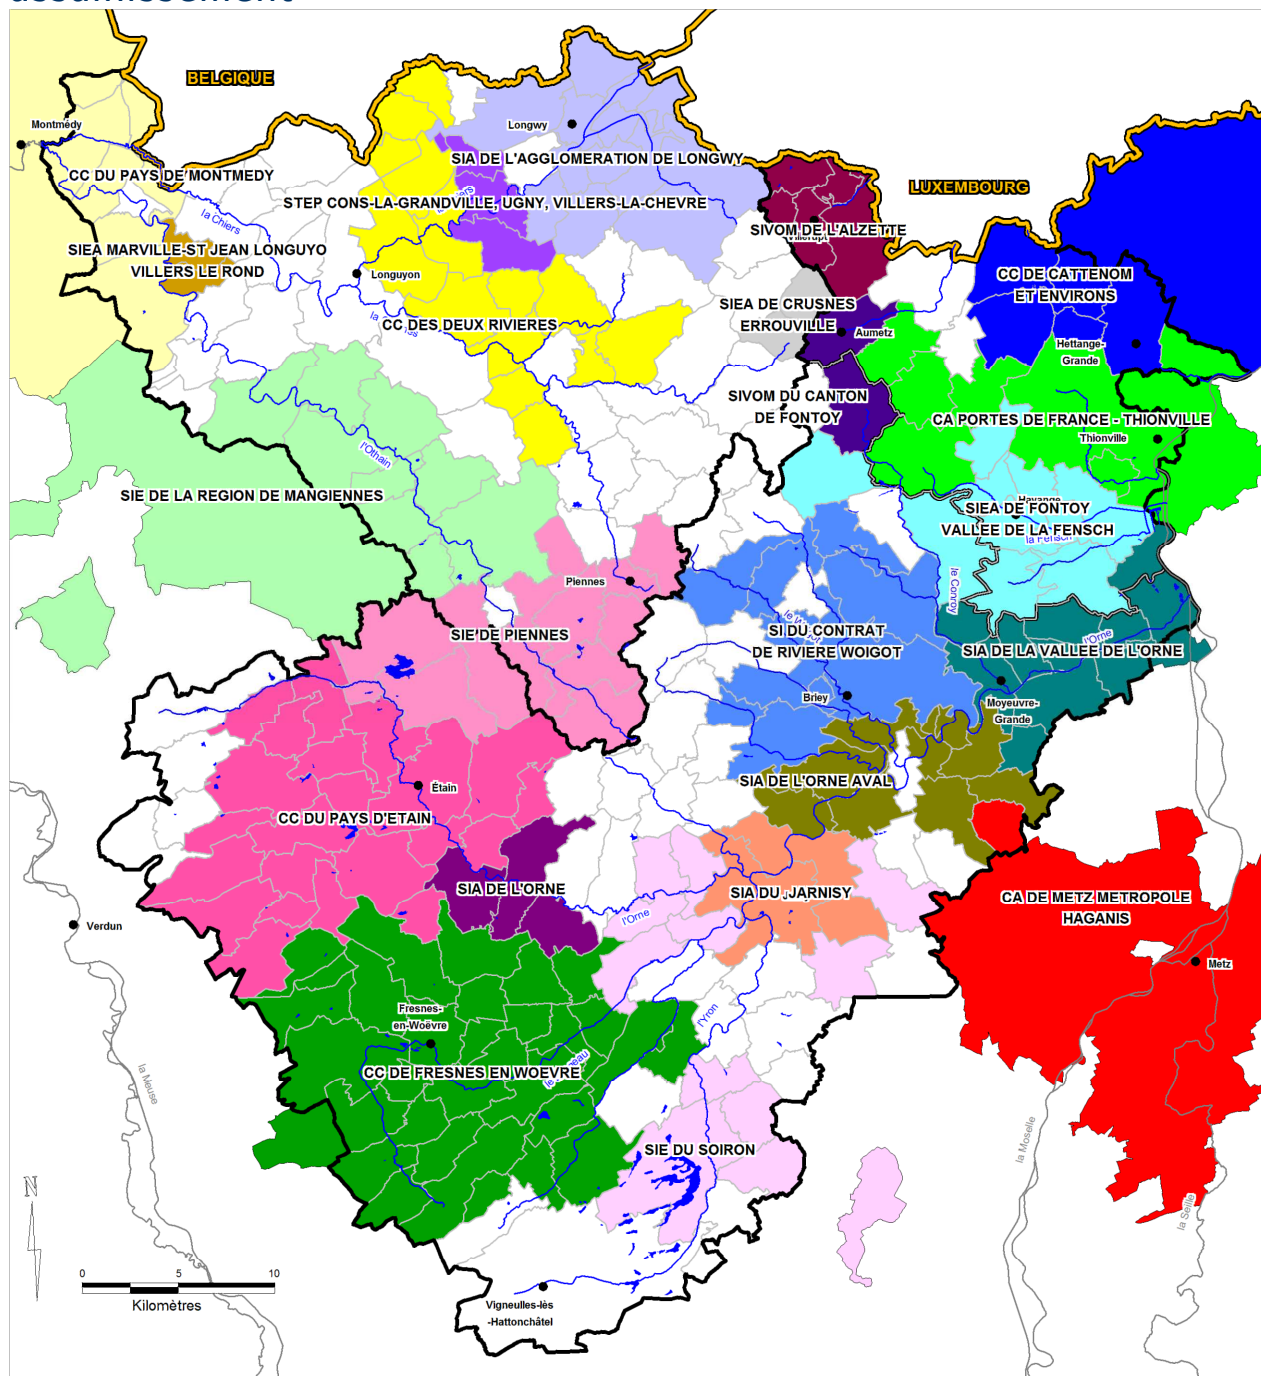 assainissement
BELGIQUE
Montmédy
Longwy
SIA DE L'AGGLOMERATION DE LONGWY
CC DU PAYS DE MONTMEDY
LUXEMBOURG
STEP CONS-LA-GRANDVILLE, UGNY, VILLERS-LA-CHEVRE
la Chiers
SIVOM DE L'ALZETTE
SIEA MARVILLE-ST JEAN LONGUYO
VILLERS LE ROND
Longuyon
CC DE CATTENOM
ET ENVIRONS
SIEA DE CRUSNES
ERROUVILLE
CC DES DEUX RIVIERES
Aumetz
Hettange-
Grande
SIVOM DU CANTON
DE FONTOY
CA PORTES DE FRANCE - THIONVILLE
Thionville
l'Othain
SIE DE LA REGION DE MANGIENNES
Hayange
SIEA DE FONTOY
VALLEE DE LA FENSCH
la Fensch
Piennes
le Conroy
SIE DE PIENNES
SI DU CONTRAT
DE RIVIERE WOIGOT
l'Orne
SIA DE LA VALLEE DE L'ORNE
Briey
Moyeuvre-
Grande
Étain
SIA DE L'ORNE AVAL
CC DU PAYS D'ETAIN
SIA DE L'ORNE
SIA DU JARNISY
CA DE METZ METROPOLE
HAGANIS
l'Orne
Verdun
Metz
Fresnes-
en-Woëvre
l'Yron
CC DE FRESNES EN WOEVRE
la Meuse
SIE DU SOIRON
la Moselle
la Seille
N
0 5 10
Kilomètres
Vigneulles-lès
-Hattonchâtel